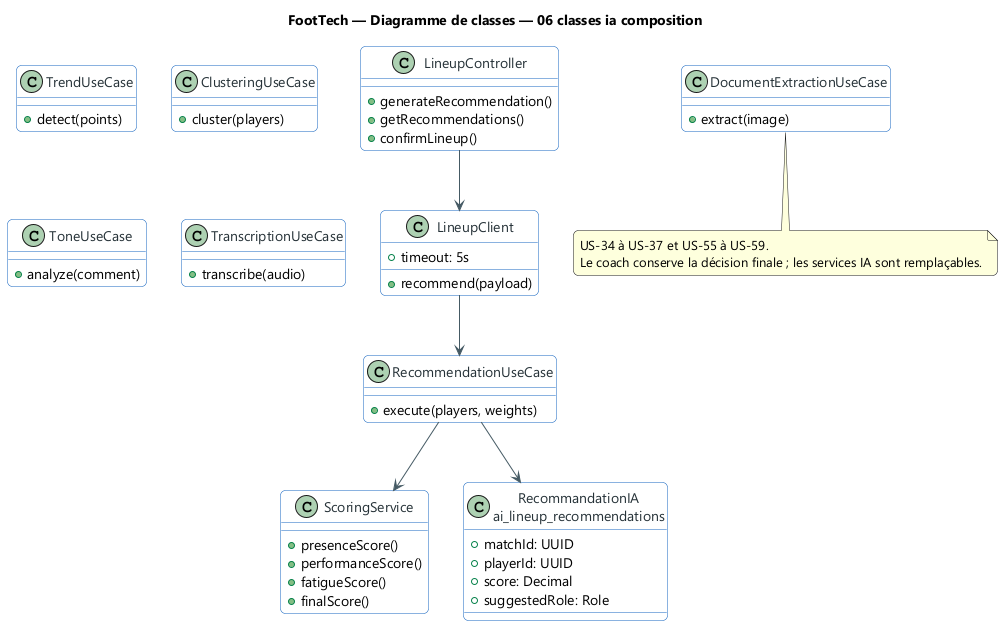 FootTech — Diagramme de classes — 06 classes ia composition
C TrendUseCase
detect(points)
C ClusteringUseCase
cluster(players)
C LineupController
generateRecommendation()
getRecommendations()
confirmLineup()
C DocumentExtractionUseCase
extract(image)
C ToneUseCase
analyze(comment)
C TranscriptionUseCase
transcribe(audio)
C LineupClient
timeout: 5s
recommend(payload)
US-34 à US-37 et US-55 à US-59.
Le coach conserve la décision finale ; les services IA sont remplaçables.
C RecommendationUseCase
execute(players, weights)
C ScoringService
presenceScore()
performanceScore()
fatigueScore()
finalScore()
C RecommandationIA
ai_lineup_recommendations
matchId: UUID
playerId: UUID
score: Decimal
suggestedRole: Role